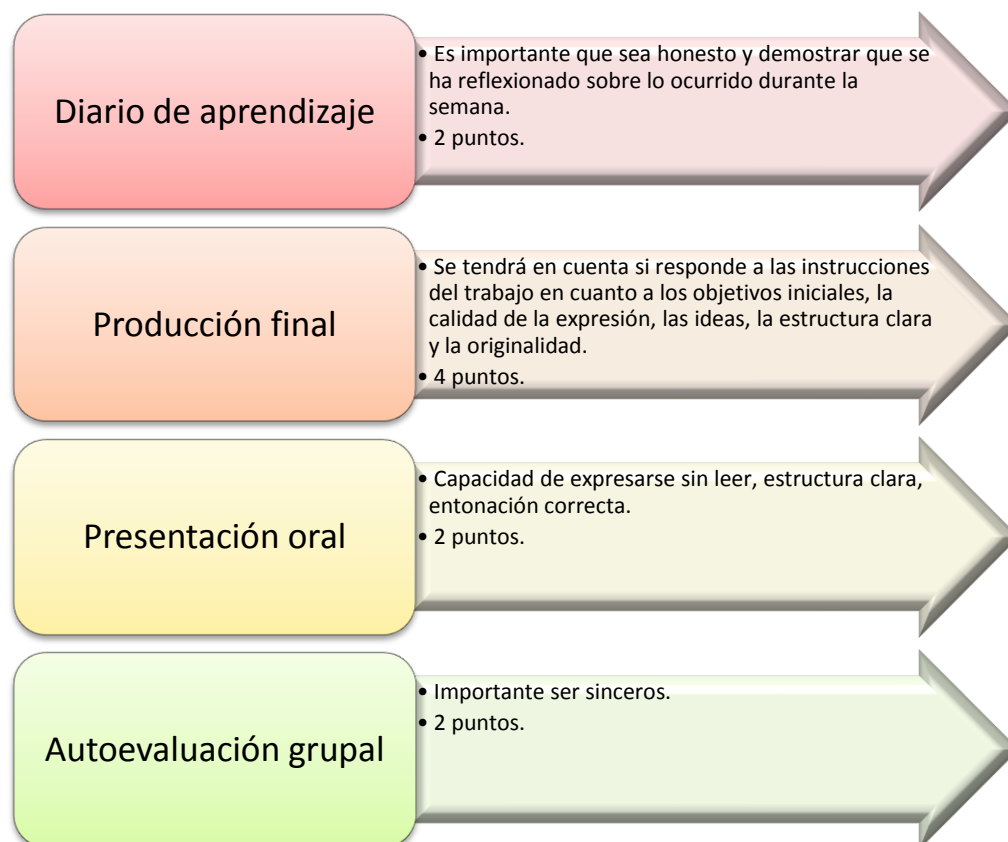 Diario de aprendizaje
• Es importante que sea honesto y demostrar que se
ha reflexionado sobre lo ocurrido durante la
semana.
• 2 puntos.
Producción final
• Se tendrá en cuenta si responde a las instrucciones
del trabajo en cuanto a los objetivos iniciales, la
calidad de la expresión, las ideas, la estructura clara
y la originalidad.
• 4 puntos.
Presentación oral
• Capacidad de expresarse sin leer, estructura clara,
entonación correcta.
• 2 puntos.
Autoevaluación grupal
• Importante ser sinceros.
• 2 puntos.